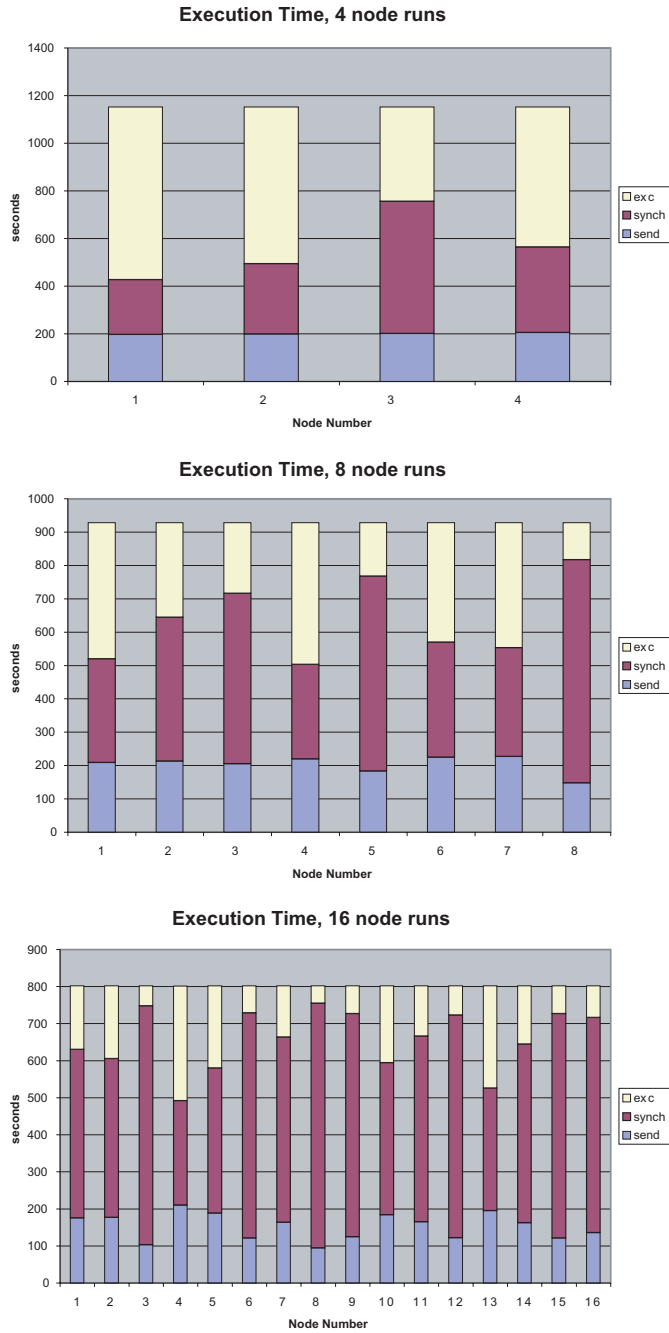 Execution Time, 4 node runs
1400
1200
1000
800
600
400
200
0
seconds
1 2 3 4
Node Number
exc
synch
send
Execution Time, 8 node runs
1000
900
800
700
600
500
400
300
200
100
0
seconds
1 2 3 4 5 6 7 8
Node Number
exc
synch
send
Execution Time, 16 node runs
900
800
700
600
500
400
300
200
100
0
seconds
1 2 3 4 5 6 7 8 9 10 11 12 13 14 15 16
Node Number
exc
synch
send